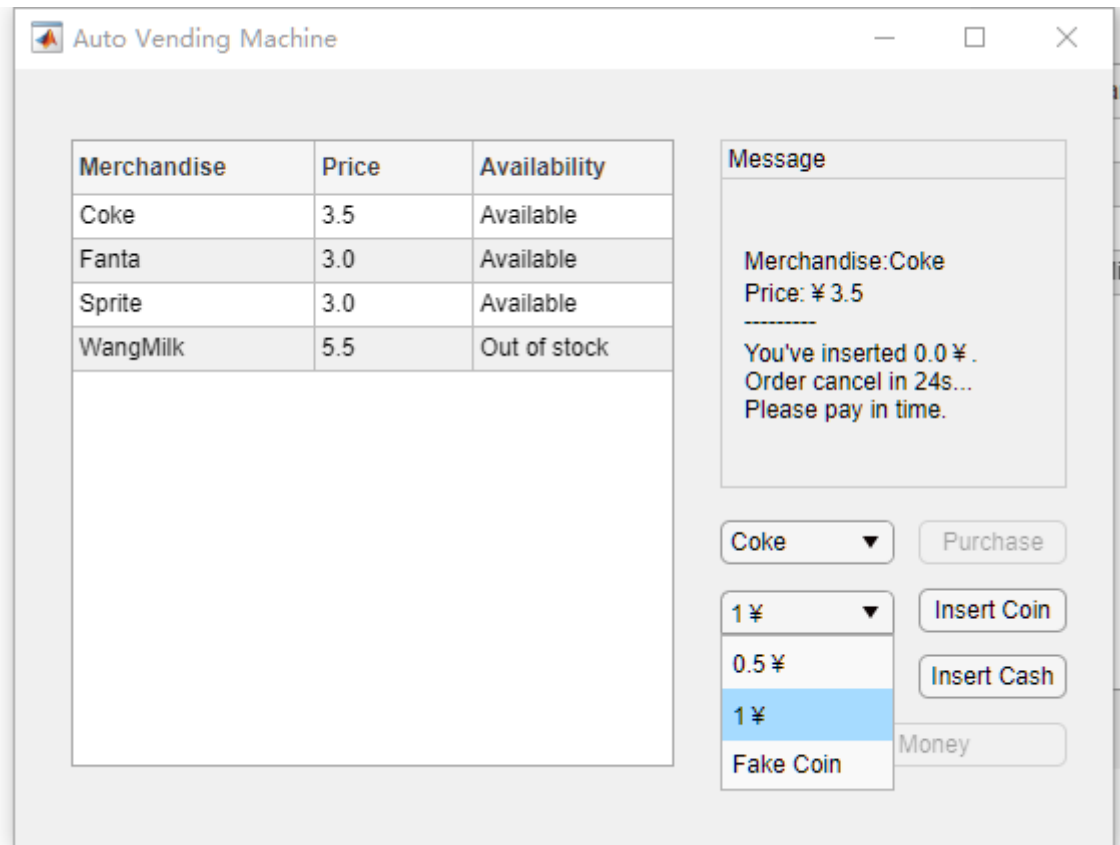 Auto Vending Machine
Merchandise Price Availability
Coke 3.5 Available
Fanta 3.0 Available
Sprite 3.0 Available
WangMilk 5.5 Out of stock
Message
Merchandise:Coke
Price: ¥ 3.5
---------
You've inserted 0.0 ¥ .
Order cancel in 24s...
Please pay in time.
Coke Purchase
1 ¥ Insert Coin
0.5 ¥
Insert Cash
1 ¥
Money
Fake Coin